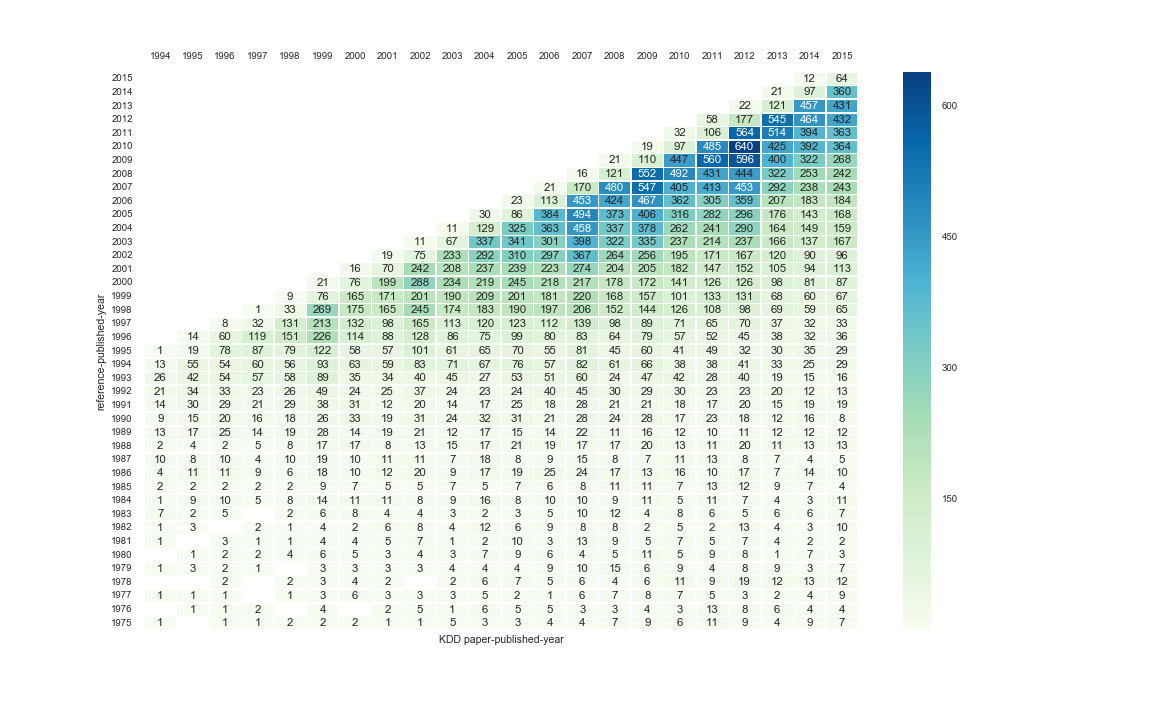 1994 1995 1996 1997 1998 1999 2000 2001 2002 2003 2004 2005 2006 2007 2008 2009 2010 2011 2012 2013 2014 2015
2015 12 64
2014 21 97 360
2013 22 121 457 431
2012 58 177 545 464 432
2011 32 106 564 514 394 363
2010 19 97 485 640 425 392 364
2009 21 110 447 560 596 400 322 268
2008 16 121 552 492 431 444 322 253 242
2007 21 170 480 547 405 413 453 292 238 243
2006 23 113 453 424 467 362 305 359 207 183 184
2005 30 86 384 494 373 406 316 282 296 176 143 168
2004 11 129 325 363 458 337 378 262 241 290 164 149 159
2003 11 67 337 341 301 398 322 335 237 214 237 166 137 167
2002 19 75 233 292 310 297 367 264 256 195 171 167 120 90 96
2001 16 70 242 208 237 239 223 274 204 205 182 147 152 105 94 113
2000 21 76 199 288 234 219 245 218 217 178 172 141 126 126 98 81 87
1999 9 76 165 171 201 190 209 201 181 220 168 157 101 133 131 68 60 67
1998 1 33 269 175 165 245 174 183 190 197 206 152 144 126 108 98 69 59 65
1997 8 32 131 213 132 98 165 113 120 123 112 139 98 89 71 65 70 37 32 33
1996 14 60 119 151 226 114 88 128 86 75 99 80 83 64 79 57 52 45 38 32 36
1995 1 19 78 87 79 122 58 57 101 61 65 70 55 81 45 60 41 49 32 30 35 29
1994 13 55 54 60 56 93 63 59 83 71 67 76 57 82 61 66 38 38 41 33 25 29
1993 26 42 54 57 58 89 35 34 40 45 27 53 51 60 24 47 42 28 40 19 15 16
1992 21 34 33 23 26 49 24 25 37 24 23 24 40 45 30 29 30 23 23 20 12 13
1991 14 30 29 21 29 38 31 12 20 14 17 25 18 28 21 21 18 17 20 15 19 19
1990 9 15 20 16 18 26 33 19 31 24 32 31 21 28 24 28 17 23 18 12 16 8
1989 13 17 25 14 19 28 14 19 21 12 17 15 14 22 11 16 12 10 11 12 12 12
1988 2 4 2 5 8 17 17 8 13 15 17 21 19 17 17 20 13 11 20 11 13 13
1987 10 8 10 4 10 19 10 11 11 7 18 8 9 15 8 7 11 13 8 7 4 5
1986 4 11 11 9 6 18 10 12 20 9 17 19 25 24 17 13 16 10 17 7 14 10
1985 2 2 2 2 2 9 7 5 5 7 5 7 6 8 11 11 7 13 12 9 7 4
1984 1 9 10 5 8 14 11 11 8 9 16 8 10 10 9 11 5 11 7 4 3 11
1983 7 2 5 2 6 8 4 4 3 2 3 5 10 12 4 8 6 5 6 6 7
1982 1 3 2 1 4 2 6 8 4 12 6 9 8 8 2 5 2 13 4 3 10
1981 1 3 1 1 4 4 5 7 1 2 10 3 13 9 5 7 5 7 4 2 2
1980 1 2 2 4 6 5 3 4 3 7 9 6 4 5 11 5 9 8 1 7 3
1979 1 3 2 1 3 3 3 3 4 4 4 9 10 15 6 9 4 8 9 3 7
1978 2 2 3 4 2 2 6 7 5 6 4 6 11 9 19 12 13 12
1977 1 1 1 1 3 6 3 3 3 5 2 1 6 7 8 7 5 3 2 4 9
1976 1 1 2 4 2 5 1 6 5 5 3 3 4 3 13 8 6 4 4
1975 1 1 1 2 2 2 1 1 5 3 3 4 4 7 9 6 11 9 4 9 7
reference-published-year
KDD paper-published-year
600
450
300
150